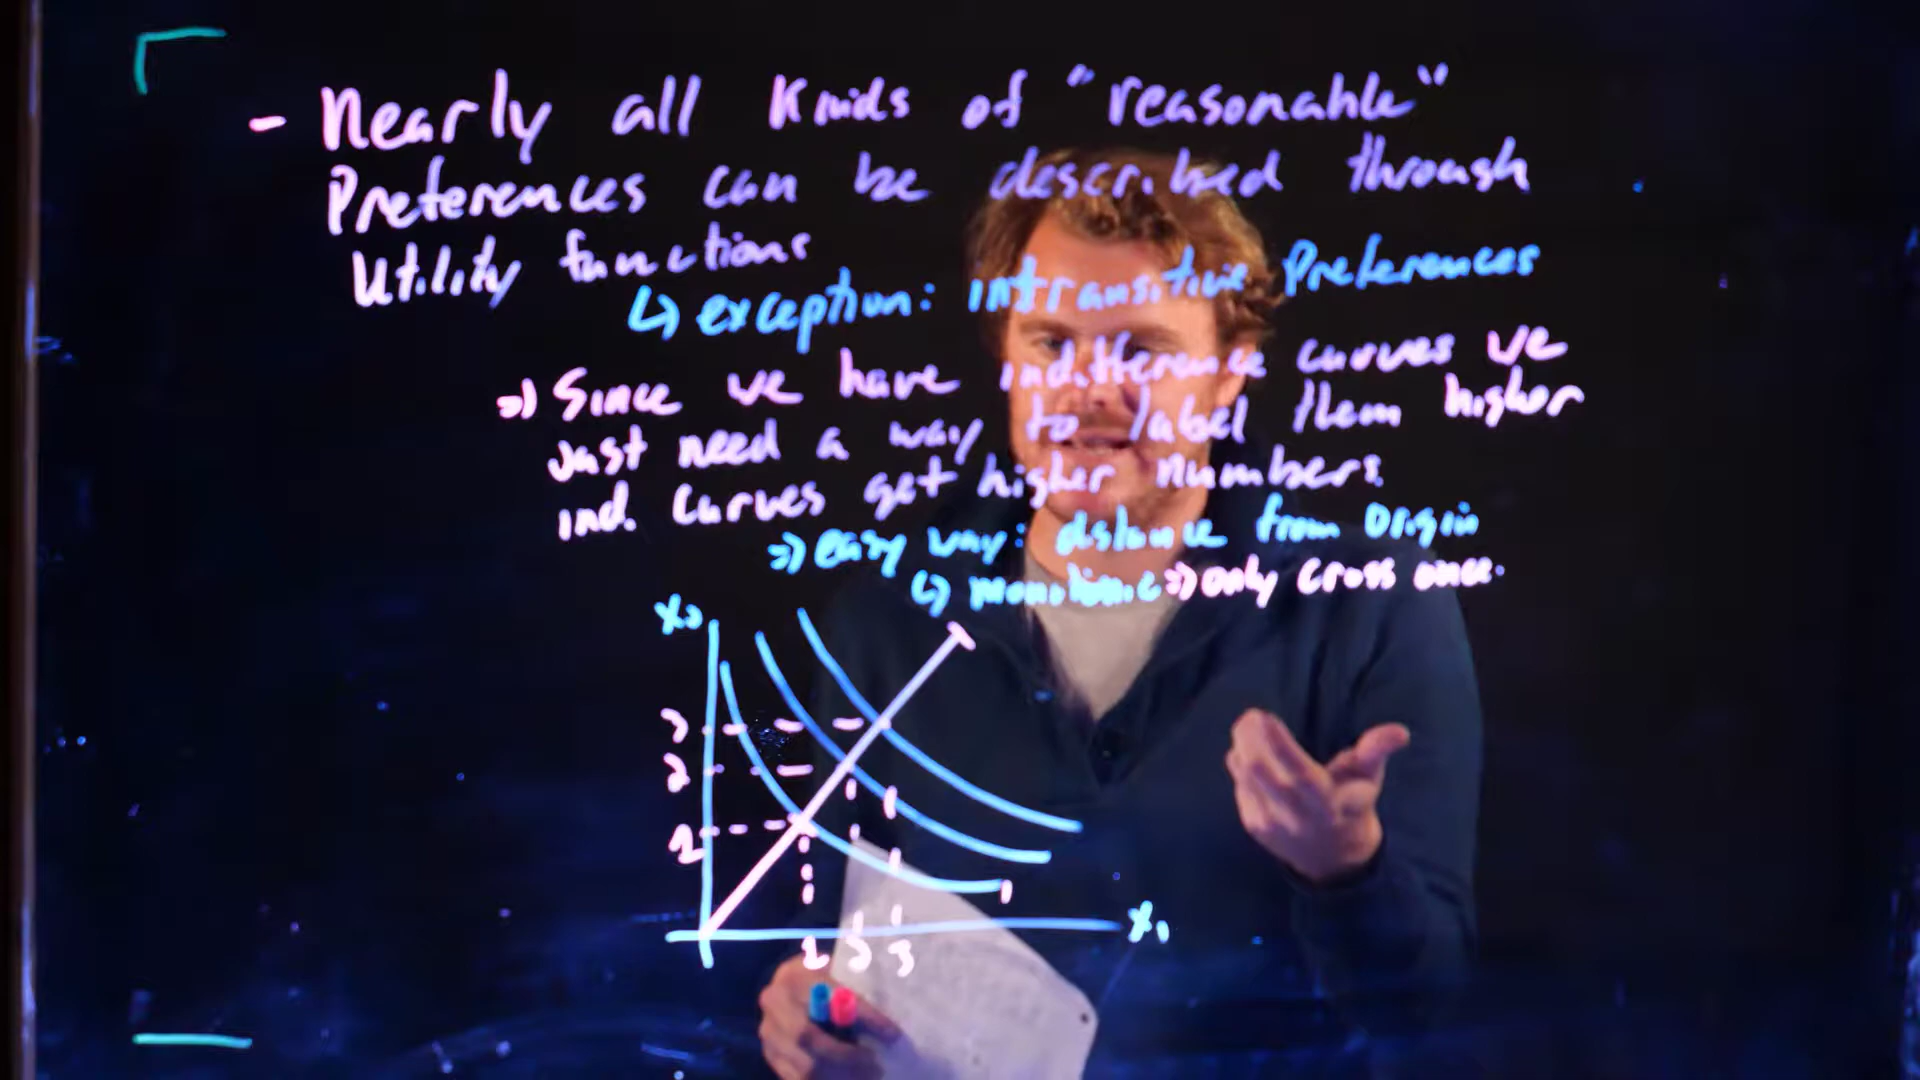 - Nearly all kinds of "reasonable"
Preferences can be described through
Utility functions
↳ exception: intransitive Preferences
⇒ Since we have indifference curves we
just need a way to label them higher
ind. curves get higher numbers.
⇒ easy way: distance from origin
↳ monotonic ⇒ only cross once.
x₂
3
2
1
x₁
1 2 3